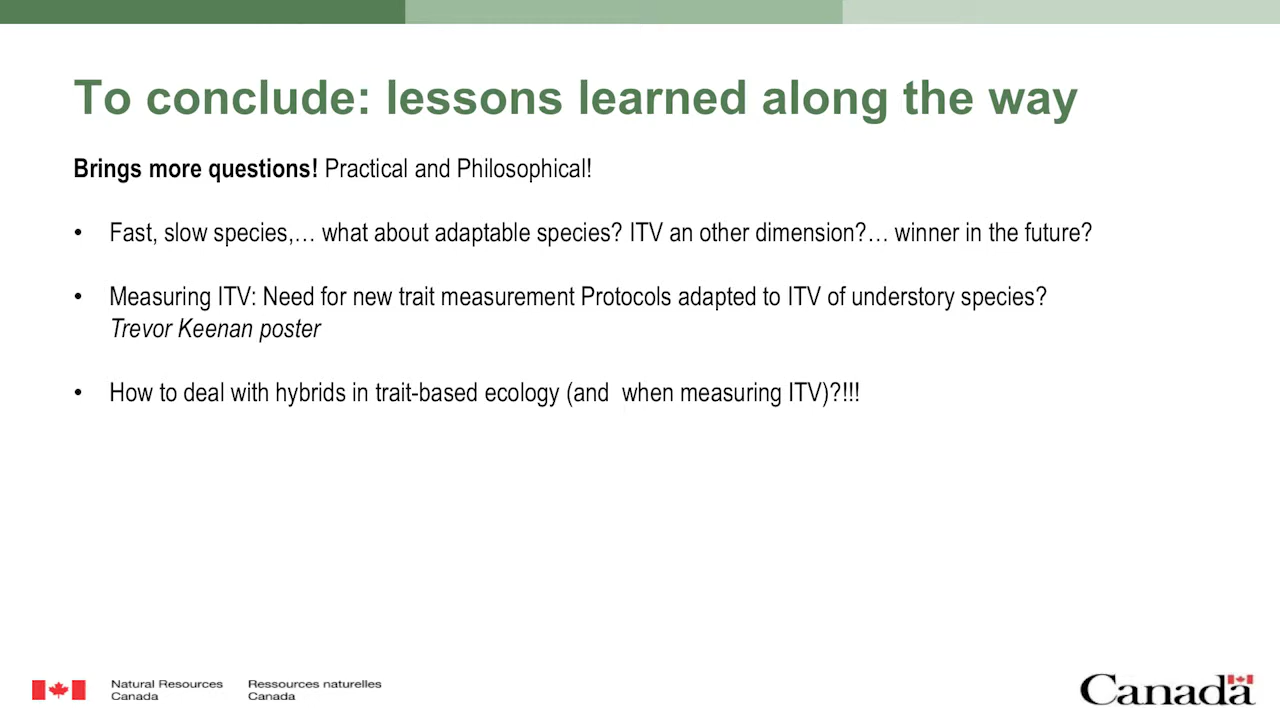 To conclude: lessons learned along the way
Brings more questions! Practical and Philosophical!
• Fast, slow species,… what about adaptable species? ITV an other dimension?… winner in the future?
• Measuring ITV: Need for new trait measurement Protocols adapted to ITV of understory species?
Trevor Keenan poster
• How to deal with hybrids in trait-based ecology (and  when measuring ITV)?!!!
Natural Resources Canada
Ressources naturelles Canada
Canada